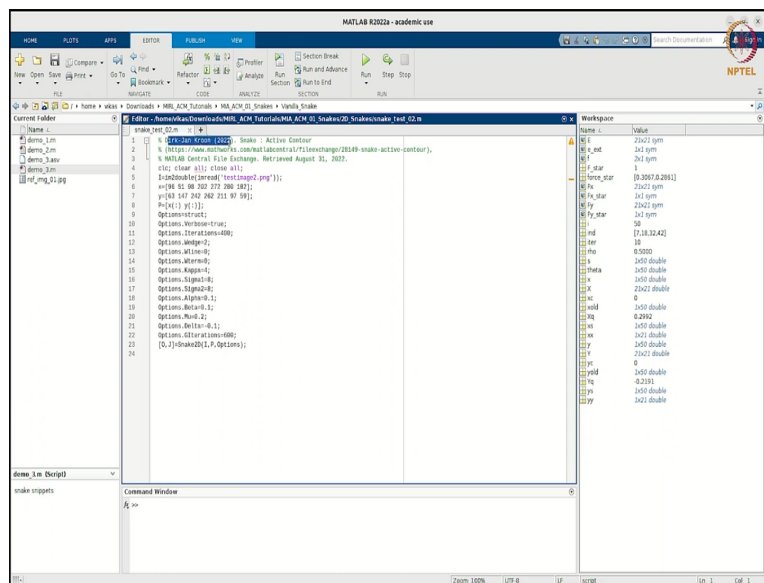 MATLAB R2022a - academic use
HOME PLOTS APPS EDITOR PUBLISH VIEW
Search Documentation
Sign In
NPTEL
New Open Save Compare Print
Go To Find Bookmark
Refactor
Profiler
Analyze
Run Section
Section Break
Run and Advance
Run to End
Run Step Stop
FILE NAVIGATE CODE ANALYZE SECTION RUN
/ home vikas Downloads MIRL_ACM_Tutorials MIA_ACM_01_Snakes Vanilla_Snake
Current Folder
Name
demo_1.m
demo_2.m
demo_3.asv
demo_3.m
ref_img_01.jpg
demo_3.m (Script)
snake snippets
Editor - /home/vikas/Downloads/MIRL_ACM_Tutorials/MIA_ACM_01_Snakes/2D_Snakes/snake_test_02.m
snake_test_02.m
1 % Dirk-Jan Kroon (2022). Snake : Active Contour
2 % (https://www.mathworks.com/matlabcentral/fileexchange/28149-snake-active-contour),
3 % MATLAB Central File Exchange. Retrieved August 31, 2022.
4 clc; clear all; close all;
5 I=im2double(imread('testimage2.png'));
6 x=[96 51 98 202 272 280 182];
7 y=[63 147 242 262 211 97 59];
8 P=[x(:) y(:)];
9 Options=struct;
10 Options.Verbose=true;
11 Options.Iterations=400;
12 Options.Wedge=2;
13 Options.Wline=0;
14 Options.Wterm=0;
15 Options.Kappa=4;
16 Options.Sigma1=8;
17 Options.Sigma2=8;
18 Options.Alpha=0.1;
19 Options.Beta=0.1;
20 Options.Mu=0.2;
21 Options.Delta=-0.1;
22 Options.GIterations=600;
23 [O,J]=Snake2D(I,P,Options);
24
Command Window
fx >>
Workspace
Name Value
E 21x21 sym
e_ext 1x1 sym
f 2x1 sym
F_star 1
force_star [0.3067,0.2861]
Fx 21x21 sym
Fx_star 1x1 sym
Fy 21x21 sym
Fy_star 1x1 sym
i 50
ind [7,18,32,42]
iter 10
rho 0.5000
s 1x50 double
theta 1x50 double
x 1x50 double
X 21x21 double
xc 0
xold 1x50 double
Xq 0.2992
xs 1x50 double
xx 1x21 double
y 1x50 double
Y 21x21 double
yc 0
yold 1x50 double
Yq -0.2191
ys 1x50 double
yy 1x21 double
Zoom: 100% UTF-8 LF script Ln 1 Col 1